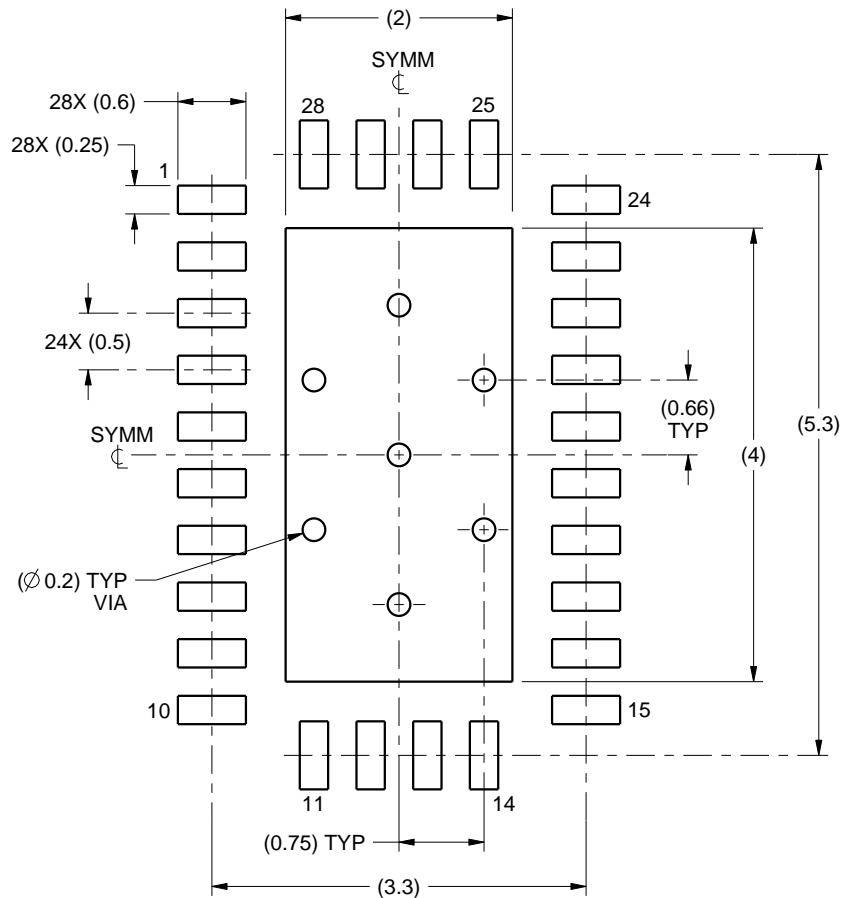 (2)
SYMM
℄
28X (0.6)
28
25
28X (0.25)
1
24
24X (0.5)
(0.66)
TYP
(5.3)
SYMM
℄
(4)
(∅ 0.2) TYP
VIA
10
15
11
14
(0.75) TYP
(3.3)